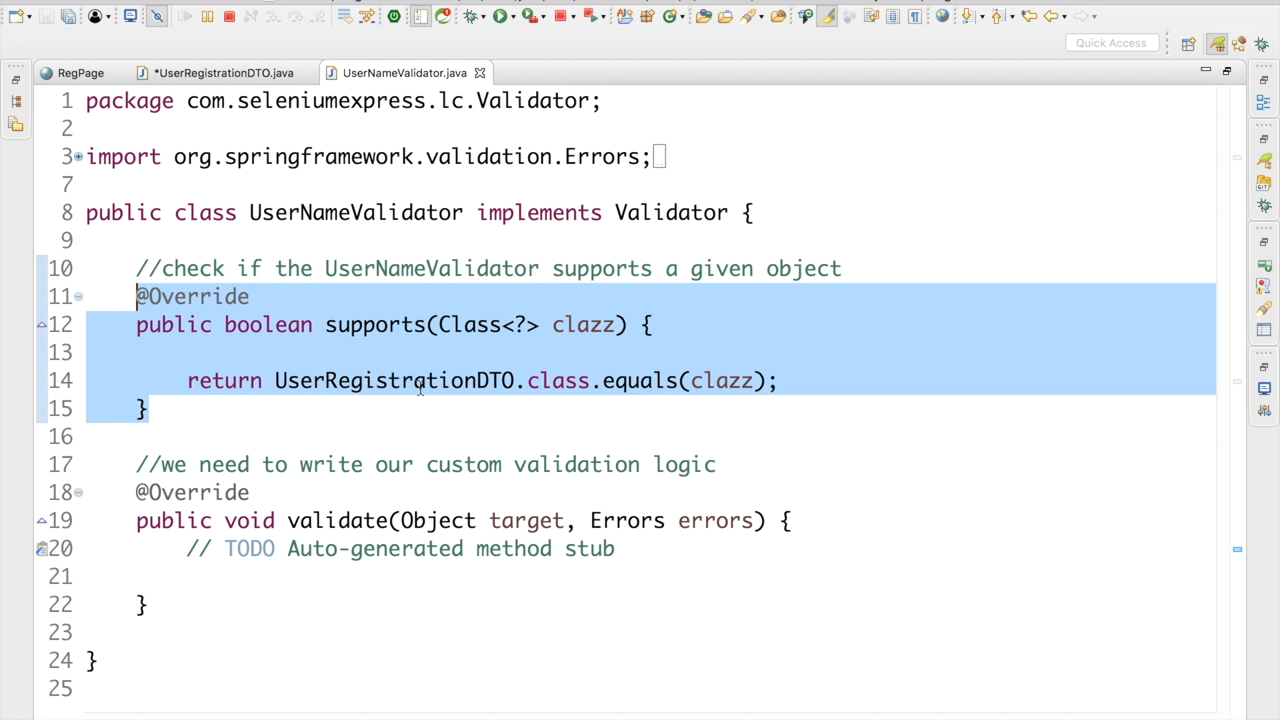 Quick Access
RegPage
*UserRegistrationDTO.java
UserNameValidator.java
1 package com.seleniumexpress.lc.Validator;
2
3 import org.springframework.validation.Errors;
7
8 public class UserNameValidator implements Validator {
9
10 //check if the UserNameValidator supports a given object
11 @Override
12 public boolean supports(Class<?> clazz) {
13
14 return UserRegistrationDTO.class.equals(clazz);
15 }
16
17 //we need to write our custom validation logic
18 @Override
19 public void validate(Object target, Errors errors) {
20 // TODO Auto-generated method stub
21
22 }
23
24 }
25